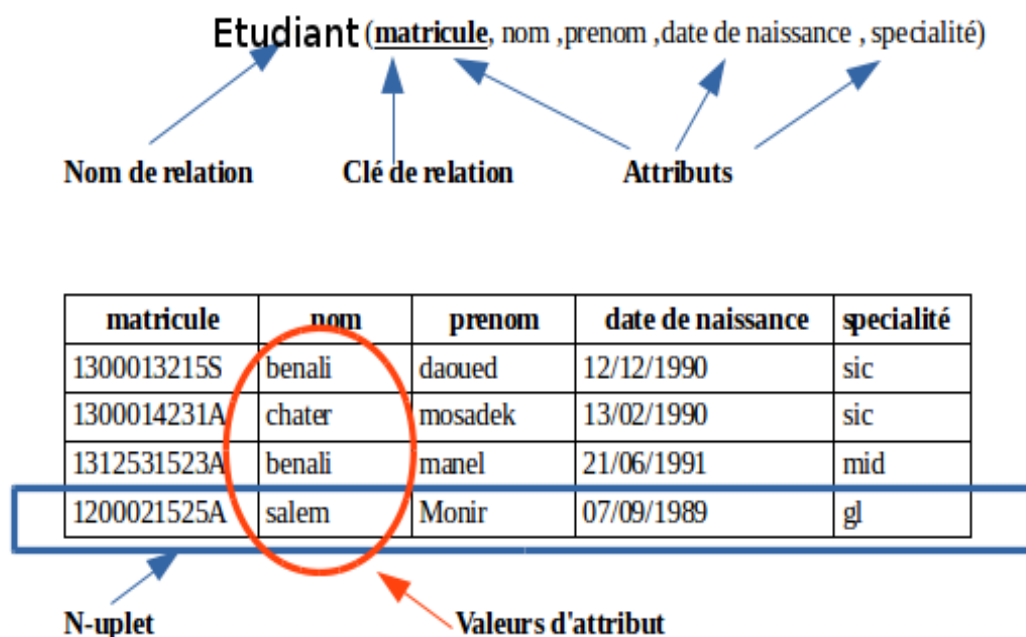 Etudiant (matricule, nom ,prenom ,date de naissance , specialité)
Nom de relation Clé de relation Attributs
matricule nom prenom date de naissance specialité
1300013215S benali daoued 12/12/1990 sic
1300014231A chater mosadek 13/02/1990 sic
1312531523A benali manel 21/06/1991 mid
1200021525A salem Monir 07/09/1989 gl
N-uplet Valeurs d'attribut